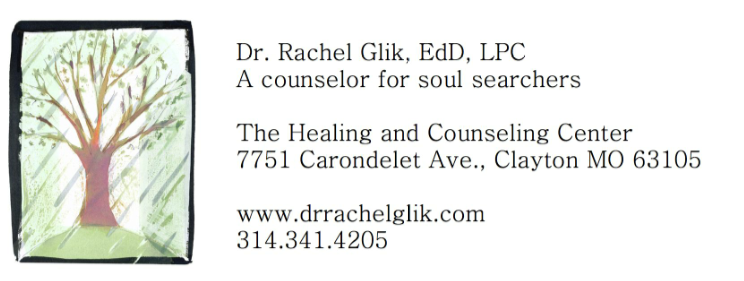 Dr. Rachel Glik, EdD, LPC
A counselor for soul searchers
The Healing and Counseling Center
7751 Carondelet Ave., Clayton MO 63105
www.drrachelglik.com
314.341.4205